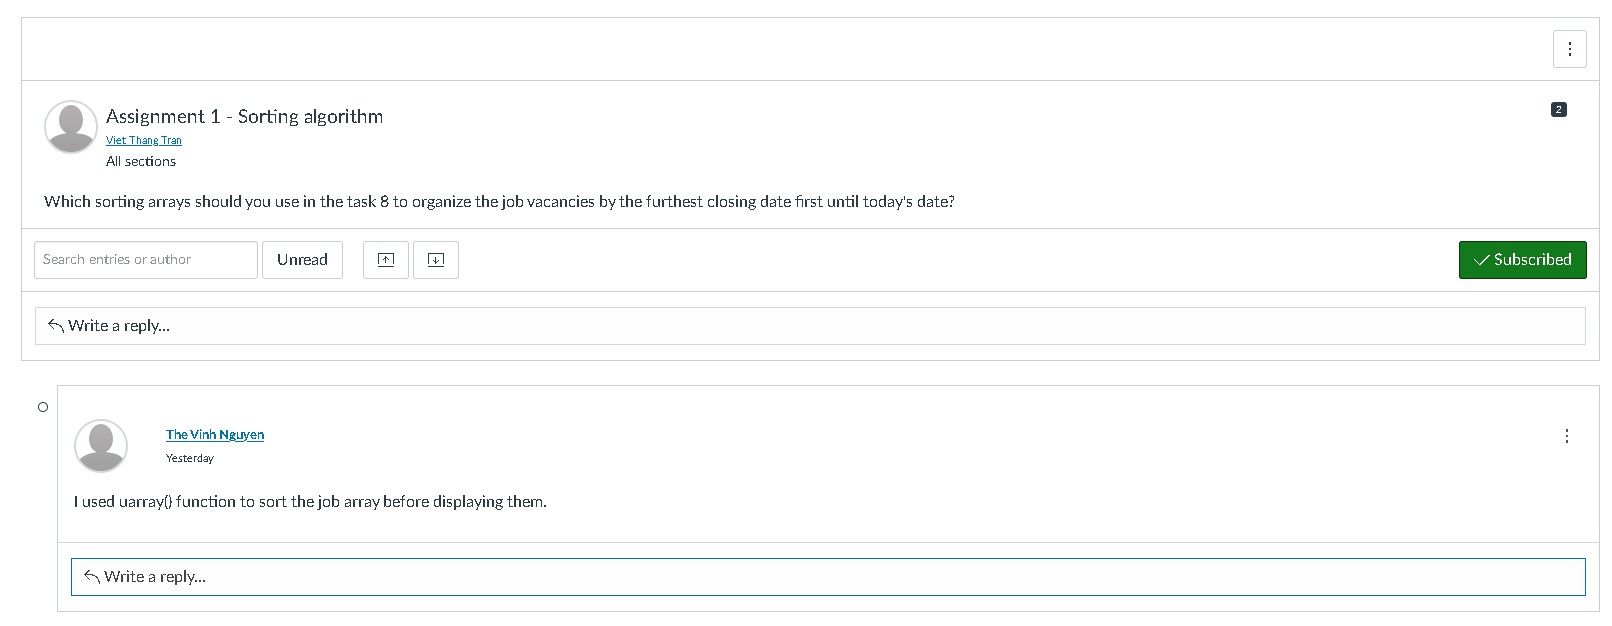 Assignment 1 - Sorting algorithm
2
Viet Thang Tran
All sections
Which sorting arrays should you use in the task 8 to organize the job vacancies by the furthest closing date first until today's date?
Search entries or author
Unread
Subscribed
Write a reply...
The Vinh Nguyen
Yesterday
I used uarray() function to sort the job array before displaying them.
Write a reply...